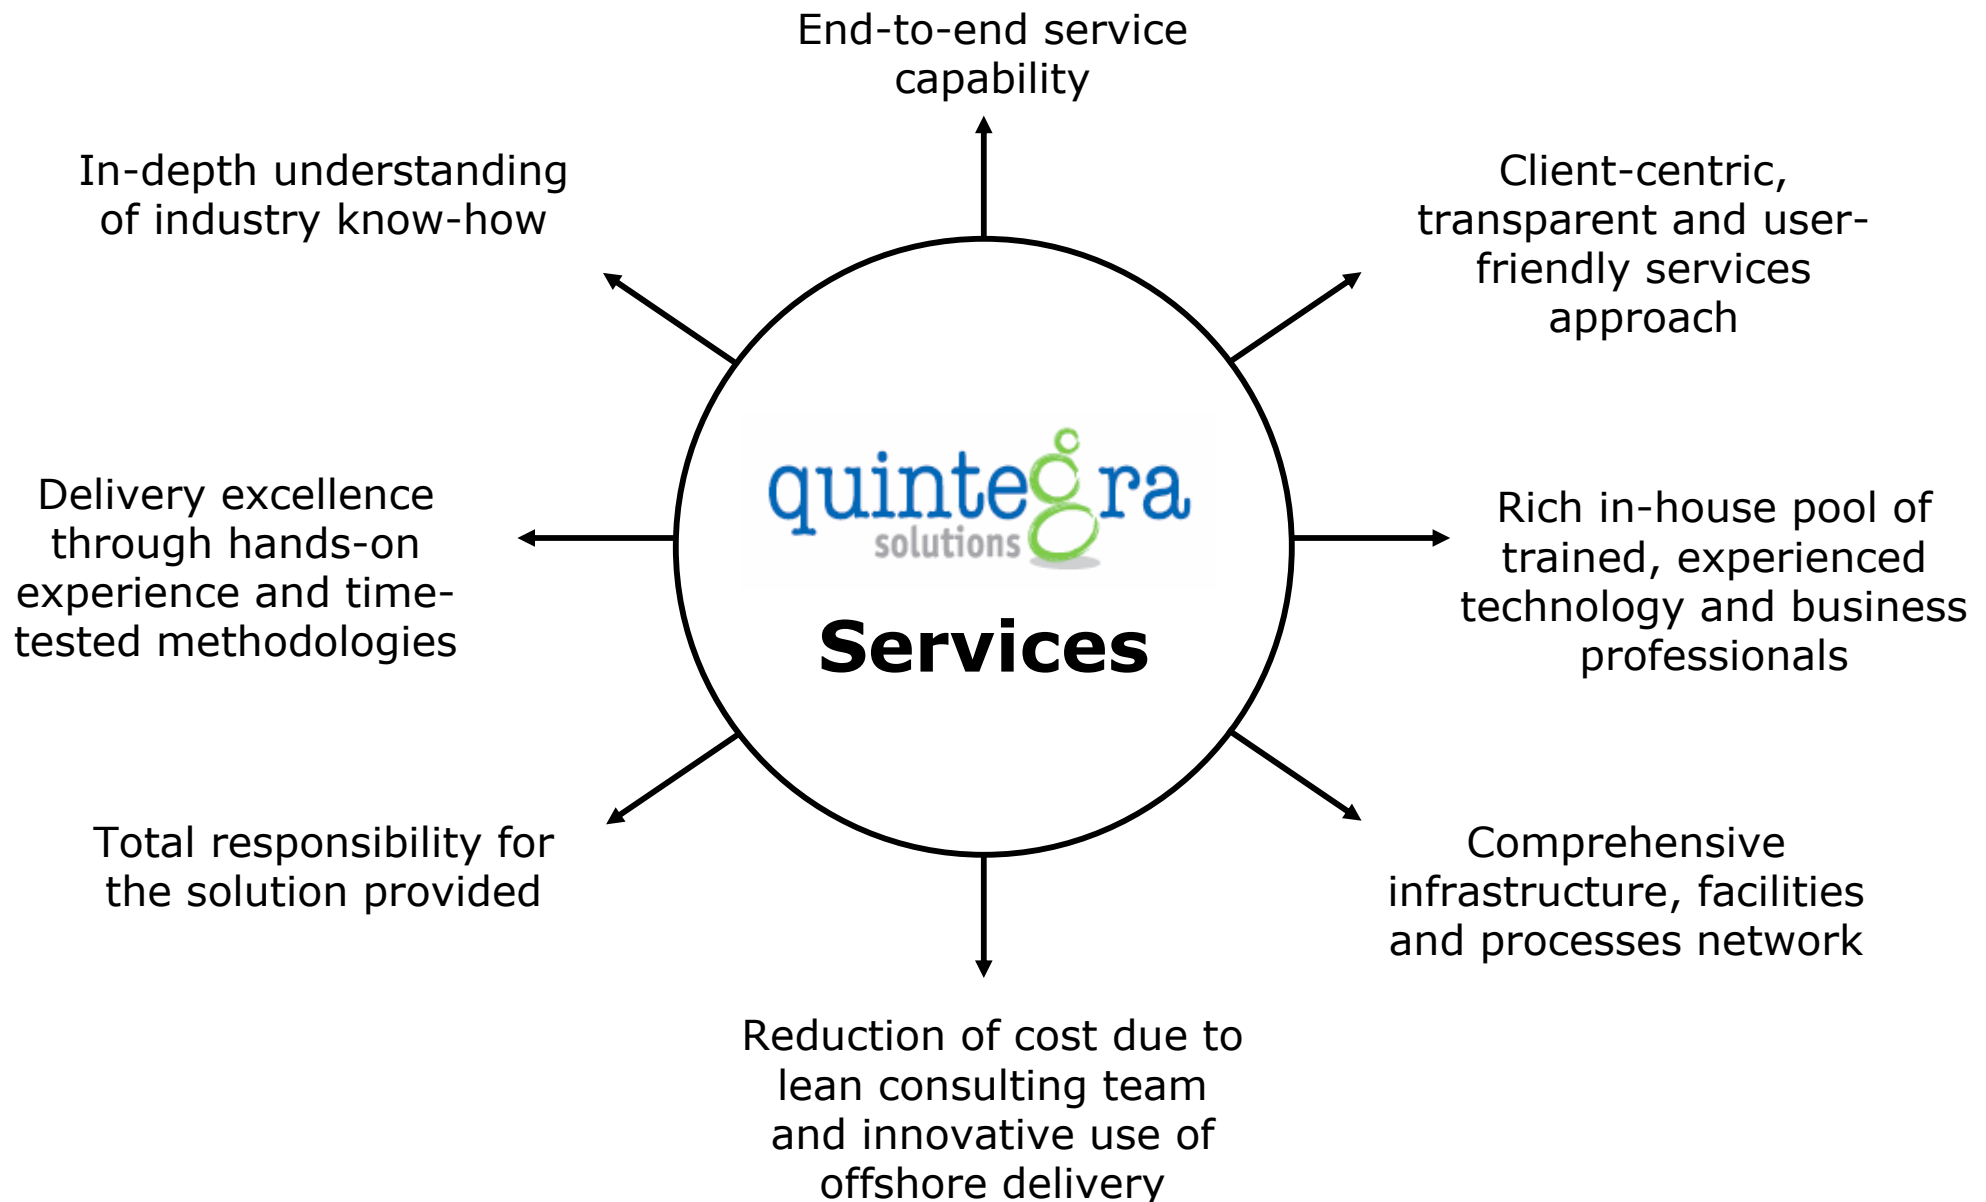 End-to-end service
capability
In-depth understanding
of industry know-how
Client-centric,
transparent and user-
friendly services
approach
quintegra
solutions
Services
Delivery excellence
through hands-on
experience and time-
tested methodologies
Rich in-house pool of
trained, experienced
technology and business
professionals
Total responsibility for
the solution provided
Comprehensive
infrastructure, facilities
and processes network
Reduction of cost due to
lean consulting team
and innovative use of
offshore delivery